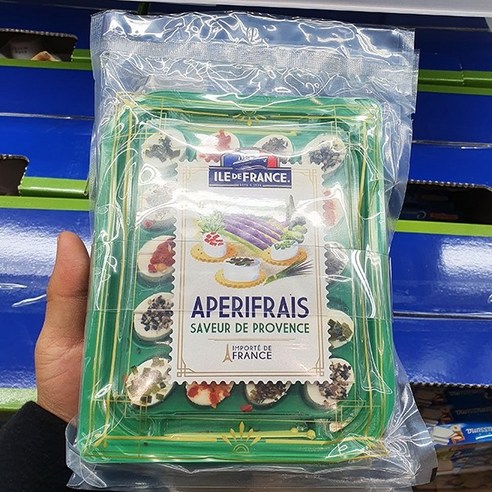 ILE DE FRANCE.
APERIFRAIS
SAVEUR DE PROVENCE
IMPORTÉ DE
FRANCE